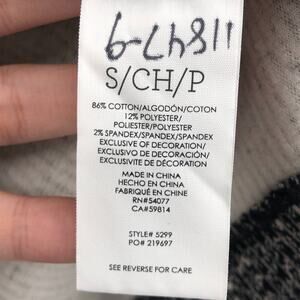 11847-9
S/CH/P
86% COTTON/ALGODÓN/COTON
12% POLYESTER/
POLIESTER/POLYESTER
2% SPANDEX/SPANDEX/SPANDEX
EXCLUSIVE OF DECORATION/
EXCLUSIVO DE DECORACIÓN/
EXCLUSIVITE DE DÉCORATION
MADE IN CHINA
HECHO EN CHINA
FABRIQUÉ EN CHINE
RN#54077
CA#59814
STYLE# 5299
PO# 219697
SEE REVERSE FOR CARE